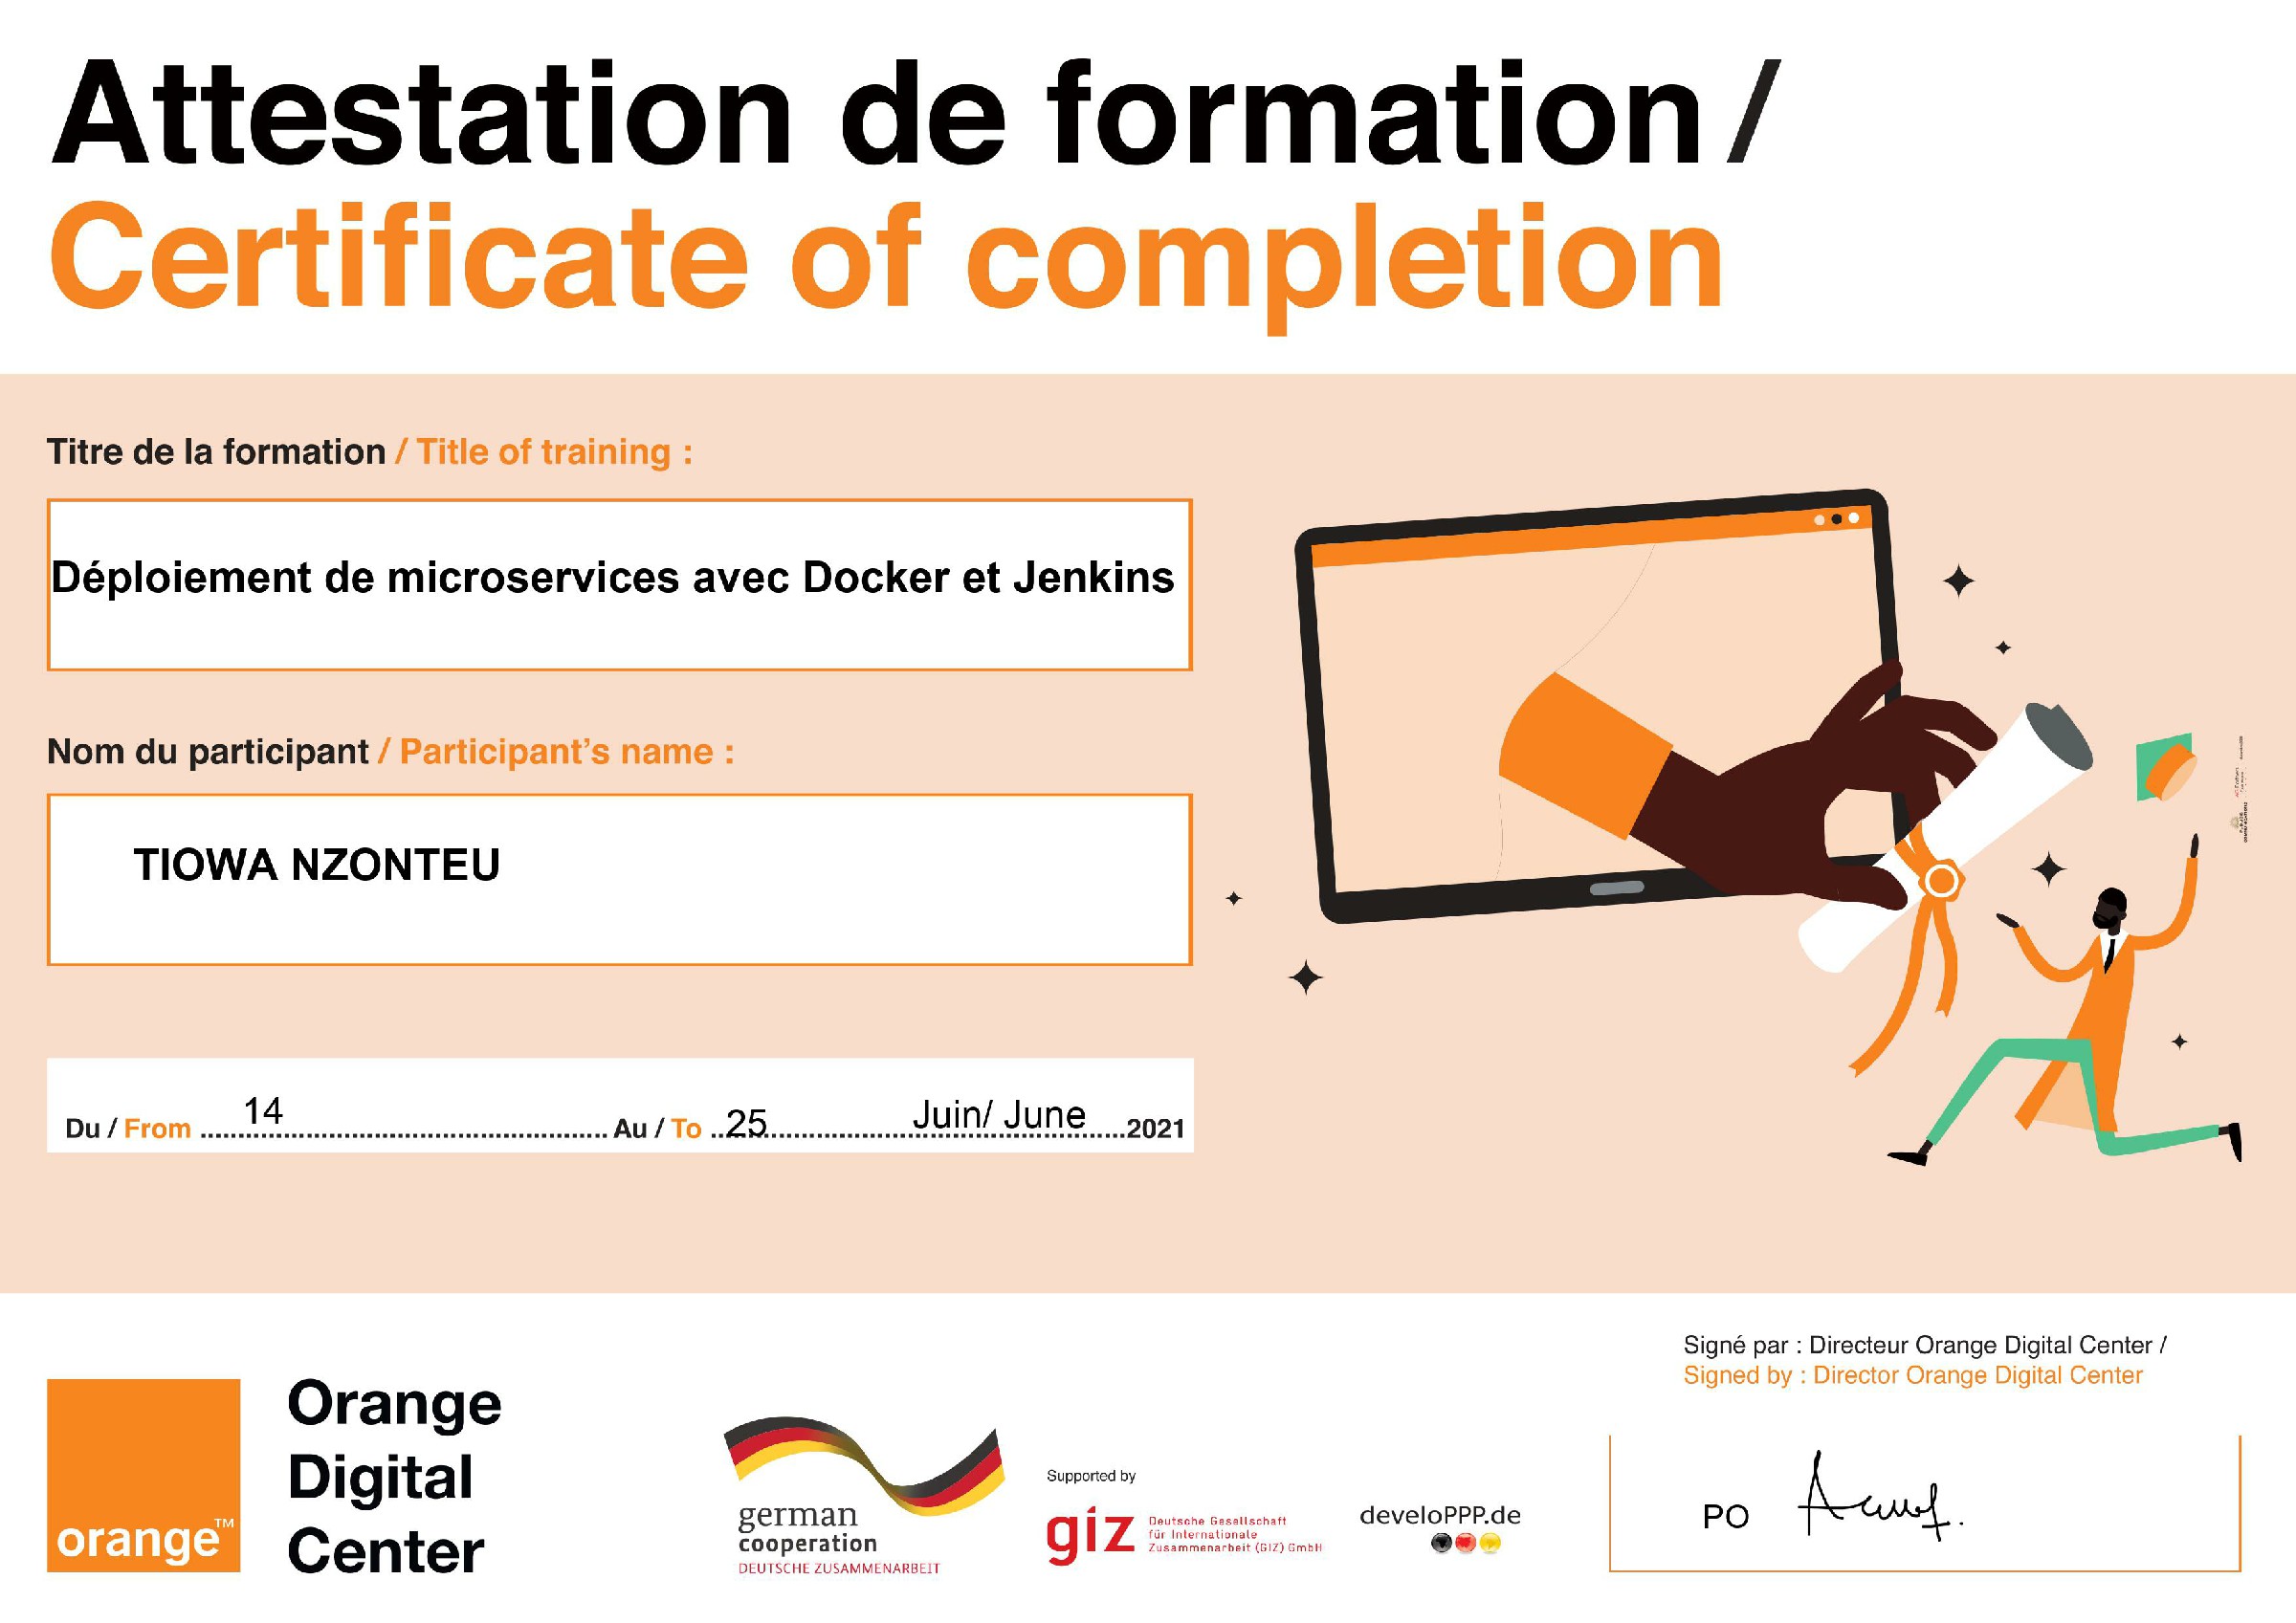 Attestation de formation /
Certificate of completion
Titre de la formation / Title of training :
Déploiement de microservices avec Docker et Jenkins
Nom du participant / Participant's name :
TIOWA NZONTEU
Du / From 14 Au / To 25 Juin/ June 2021
Signé par : Directeur Orange Digital Center /
Signed by : Director Orange Digital Center
orange™
Orange
Digital
Center
german
cooperation
DEUTSCHE ZUSAMMENARBEIT
Supported by
giz
Deutsche Gesellschaft
für Internationale
Zusammenarbeit (GIZ) GmbH
develoPPP.de
PO